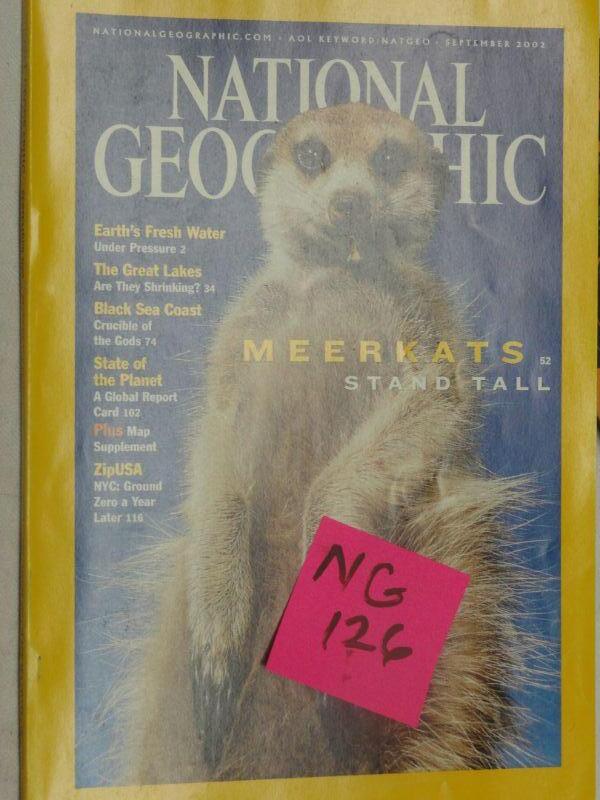 NATIONALGEOGRAPHIC.COM • AOL KEYWORD: NATGEO • SEPTEMBER 2002
NATIONAL
GEOGRAPHIC
Earth's Fresh Water
Under Pressure 2
The Great Lakes
Are They Shrinking? 34
Black Sea Coast
Crucible of
the Gods 74
State of
the Planet
A Global Report
Card 102
Plus Map
Supplement
ZipUSA
NYC: Ground
Zero a Year
Later 116
MEERKATS 52
STAND TALL
NG
126